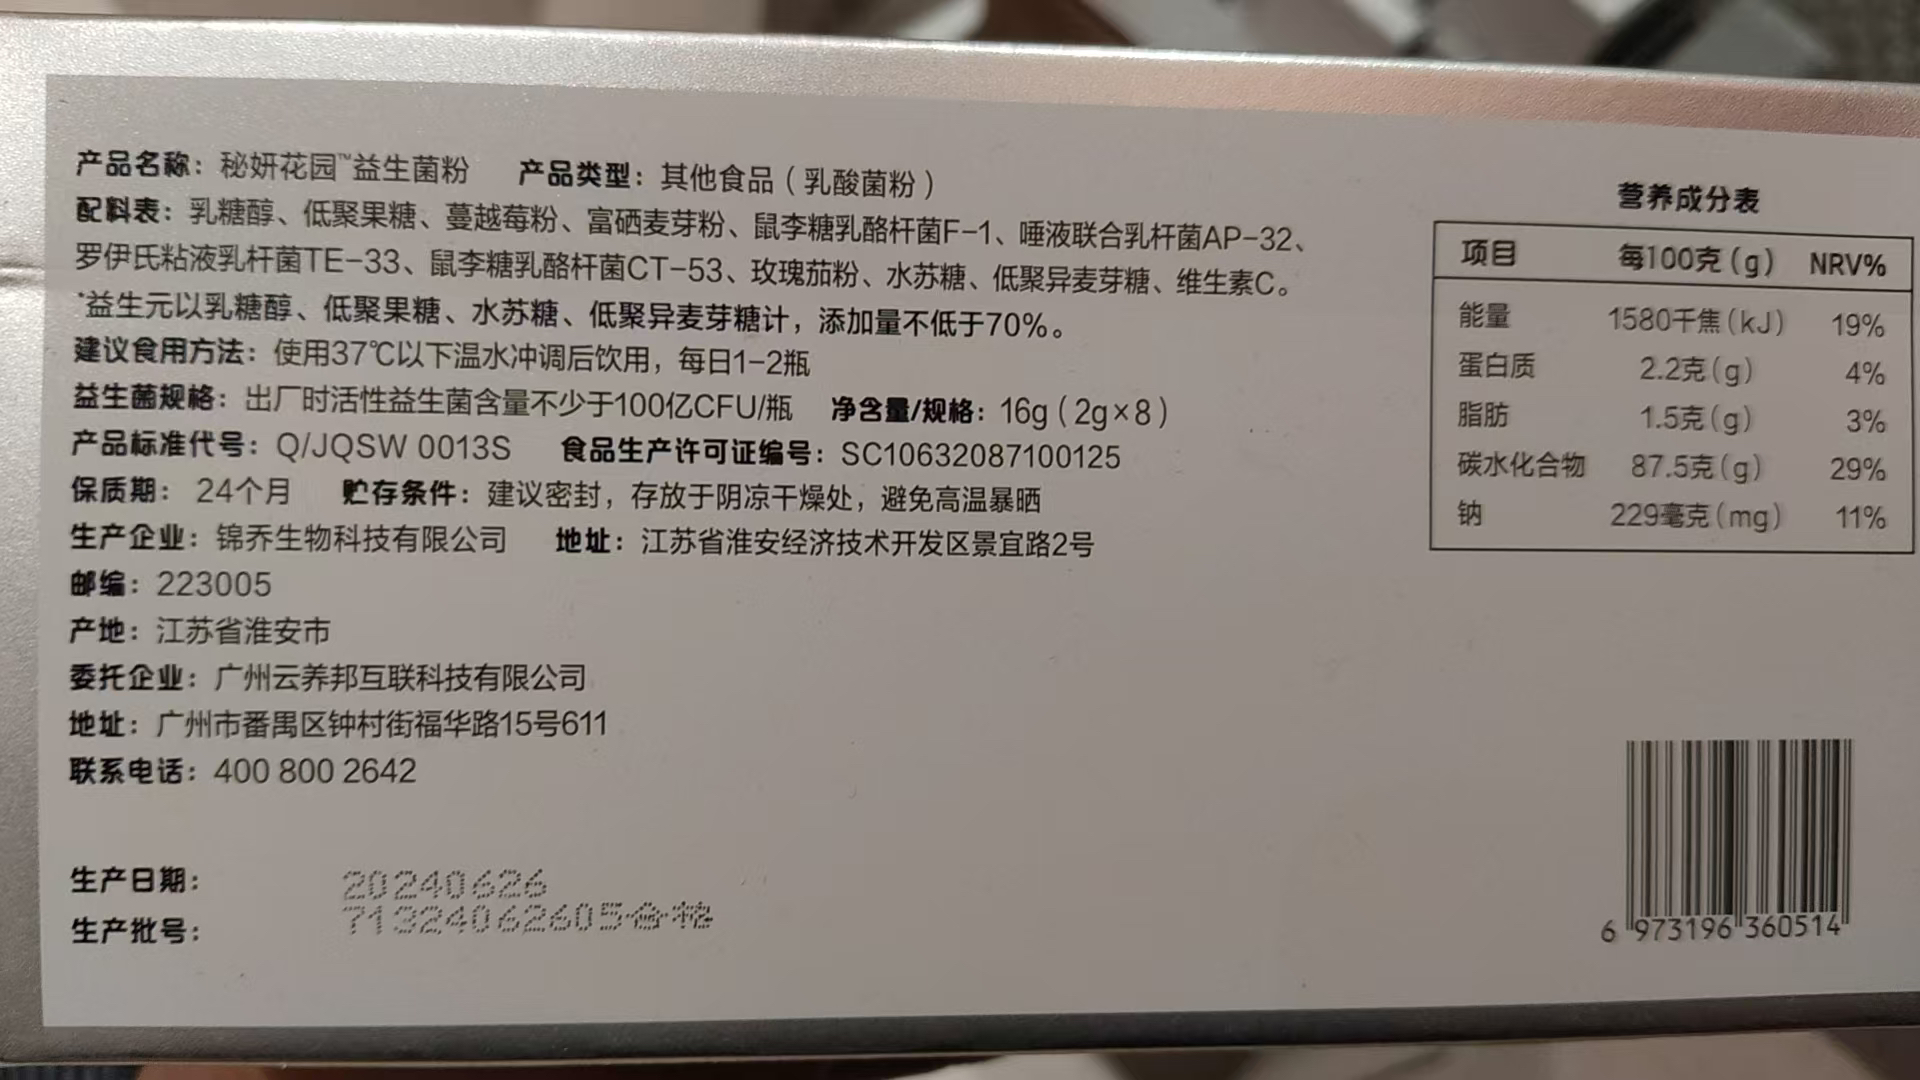 产品名称：秘妍花园™益生菌粉 产品类型：其他食品（乳酸菌粉）
配料表：乳糖醇、低聚果糖、蔓越莓粉、富硒麦芽粉、鼠李糖乳酪杆菌F-1、唾液联合乳杆菌AP-32、
罗伊氏粘液乳杆菌TE-33、鼠李糖乳酪杆菌CT-53、玫瑰茄粉、水苏糖、低聚异麦芽糖、维生素C。
*益生元以乳糖醇、低聚果糖、水苏糖、低聚异麦芽糖计，添加量不低于70%。
建议食用方法：使用37℃以下温水冲调后饮用，每日1-2瓶
益生菌规格：出厂时活性益生菌含量不少于100亿CFU/瓶 净含量/规格：16g（2g×8）
产品标准代号：Q/JQSW 0013S 食品生产许可证编号：SC10632087100125
保质期：24个月 贮存条件：建议密封，存放于阴凉干燥处，避免高温暴晒
生产企业：锦乔生物科技有限公司 地址：江苏省淮安经济技术开发区景宜路2号
邮编：223005
产地：江苏省淮安市
委托企业：广州云养邦互联科技有限公司
地址：广州市番禺区钟村街福华路15号611
联系电话：400 800 2642
生产日期：20240626
生产批号：71324062605合格
营养成分表
项目 每100克(g) NRV%
能量 1580千焦(kJ) 19%
蛋白质 2.2克(g) 4%
脂肪 1.5克(g) 3%
碳水化合物 87.5克(g) 29%
钠 229毫克(mg) 11%
6 973196 360514